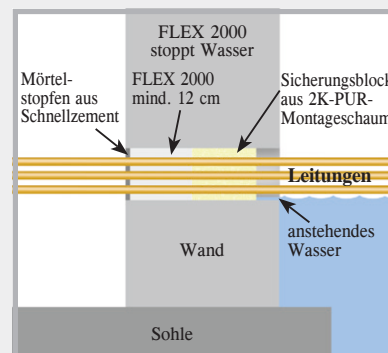 FLEX 2000
stoppt Wasser
Mörtel-
stopfen aus
Schnellzement
FLEX 2000
mind. 12 cm
Sicherungsblock
aus 2K-PUR-
Montageschaum
Leitungen
anstehendes
Wasser
Wand
Sohle